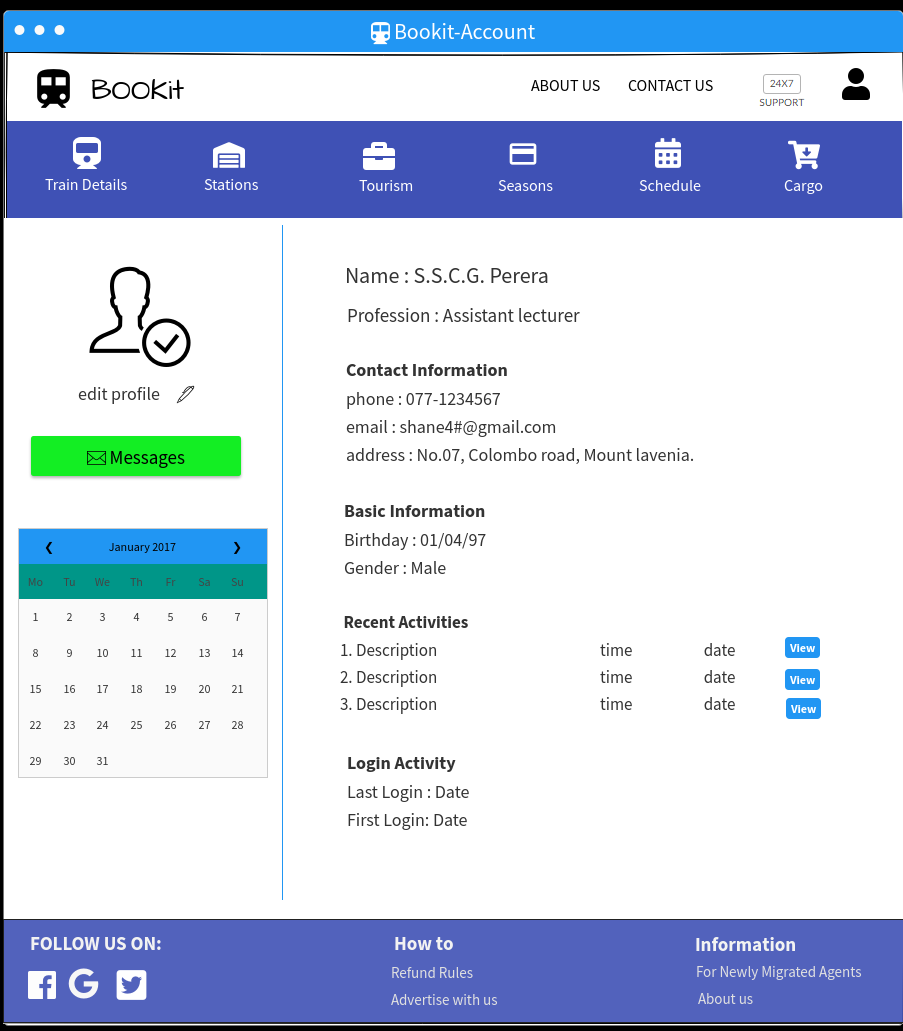 Bookit-Account
BOOKit
ABOUT US CONTACT US
24X7
SUPPORT
Train Details Stations Tourism Seasons Schedule Cargo
edit profile
Messages
❮ January 2017 ❯
Mo Tu We Th Fr Sa Su
1 2 3 4 5 6 7
8 9 10 11 12 13 14
15 16 17 18 19 20 21
22 23 24 25 26 27 28
29 30 31
Name : S.S.C.G. Perera
Profession : Assistant lecturer
Contact Information
phone : 077-1234567
email : shane4#@gmail.com
address : No.07, Colombo road, Mount lavenia.
Basic Information
Birthday : 01/04/97
Gender : Male
Recent Activities
1. Description time date View
2. Description time date View
3. Description time date View
Login Activity
Last Login : Date
First Login: Date
FOLLOW US ON:
How to
Refund Rules
Advertise with us
Information
For Newly Migrated Agents
About us